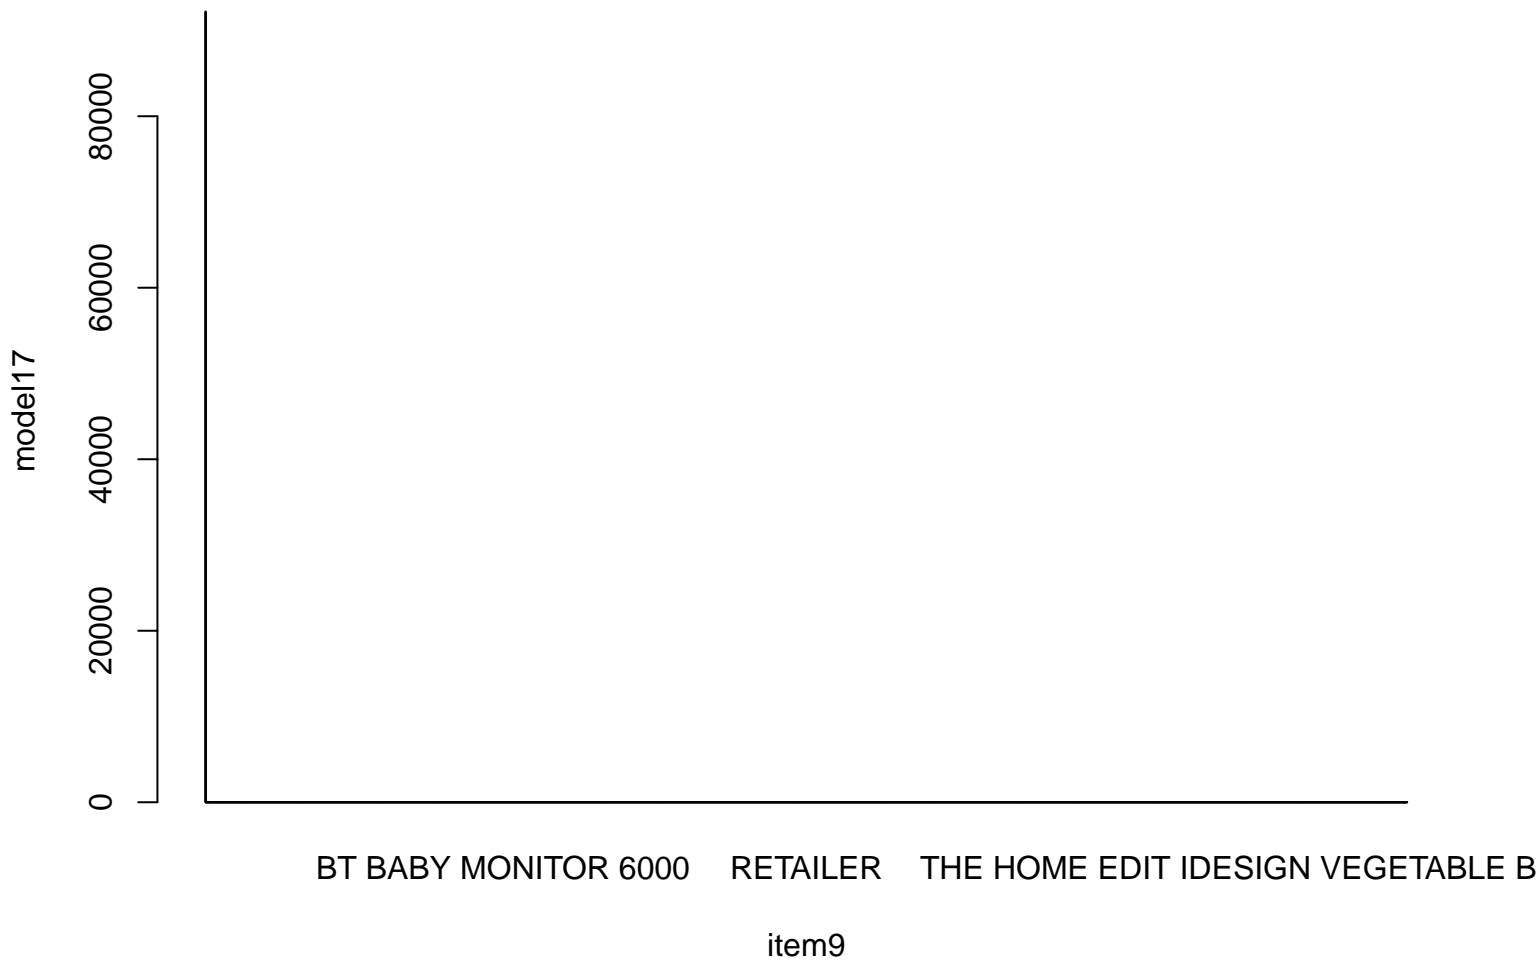 80000
60000
40000
20000
0
model17
BT BABY MONITOR 6000 RETAILER THE HOME EDIT IDESIGN VEGETABLE B
item9